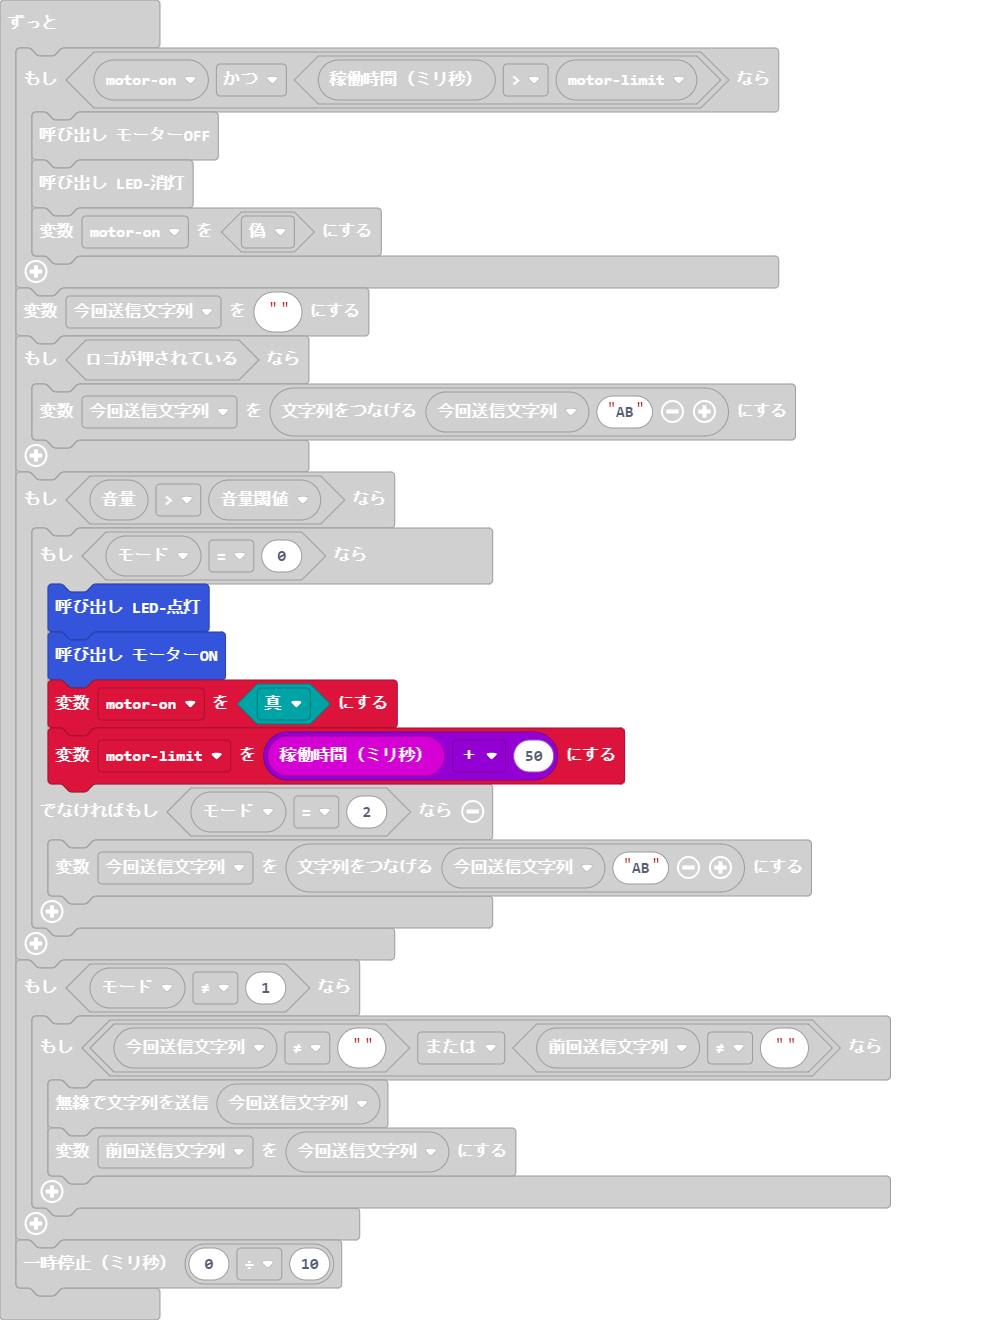 ずっと
もし motor-on かつ 稼働時間（ミリ秒） > motor-limit なら
呼び出し モーターOFF
呼び出し LED-消灯
変数 motor-on を 偽 にする
変数 今回送信文字列 を "" にする
もし ロゴが押されている なら
変数 今回送信文字列 を 文字列をつなげる 今回送信文字列 "AB" にする
もし 音量 > 音量閾値 なら
もし モード = 0 なら
呼び出し LED-点灯
呼び出し モーターON
変数 motor-on を 真 にする
変数 motor-limit を 稼働時間（ミリ秒） + 50 にする
でなければもし モード = 2 なら
変数 今回送信文字列 を 文字列をつなげる 今回送信文字列 "AB" にする
もし モード ≠ 1 なら
もし 今回送信文字列 ≠ "" または 前回送信文字列 ≠ "" なら
無線で文字列を送信 今回送信文字列
変数 前回送信文字列 を 今回送信文字列 にする
一時停止（ミリ秒） 0 ÷ 10